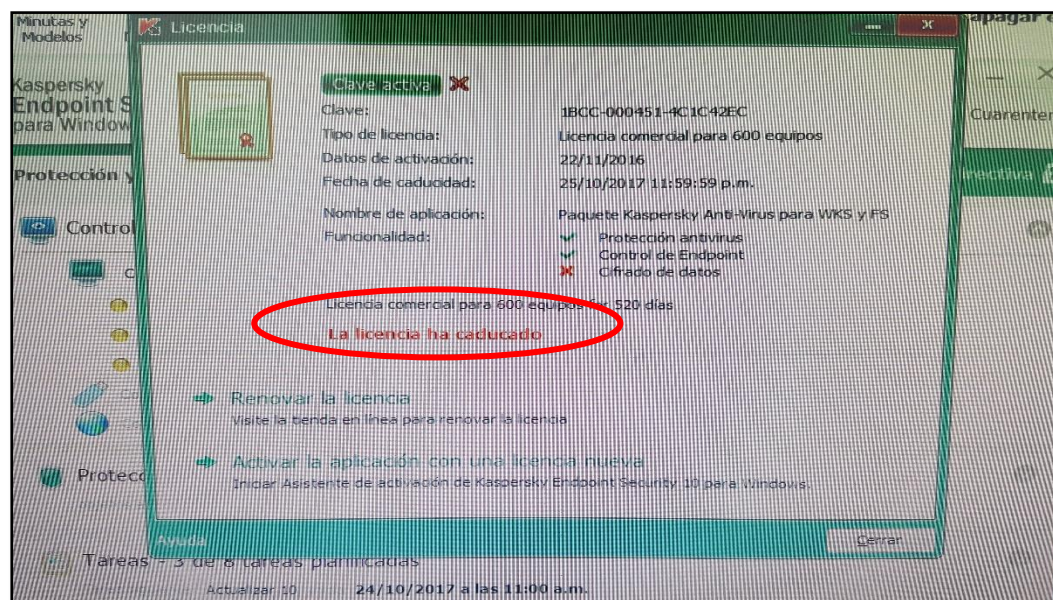 Minutas y
Modelos
Licencia
apagar
Kaspersky
Endpoint S
para Window
Cuarenten
Protección y
rectiva
Control
Protecc
Clave activa
Clave: 1BCC-000451-4C1C42EC
Tipo de licencia: Licencia comercial para 600 equipos
Datos de activación: 22/11/2016
Fecha de caducidad: 25/10/2017 11:59:59 p.m.
Nombre de aplicación: Paquete Kaspersky Anti-Virus para WKS y FS
Funcionalidad: Protección antivirus
Control de Endpoint
Cifrado de datos
Licencia comercial para 600 equipos for 520 días
La licencia ha caducado
Renovar la licencia
Visite la tienda en línea para renovar la licencia
Activar la aplicación con una licencia nueva
Iniciar Asistente de activación de Kaspersky Endpoint Security 10 para Windows.
Ayuda
Cerrar
Tareas - 3 de 8 tareas planificadas
Actualizar 10 24/10/2017 a las 11:00 a.m.